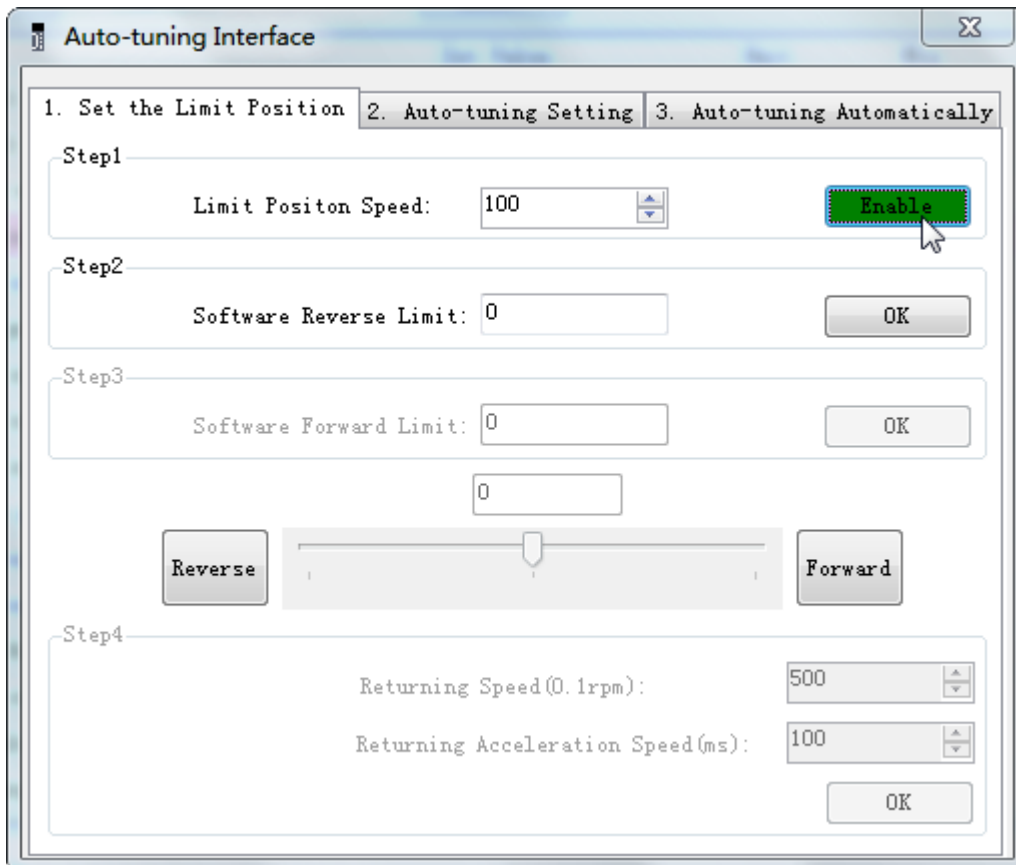 Auto-tuning Interface
1. Set the Limit Position
2. Auto-tuning Setting
3. Auto-tuning Automatically
Step1
Limit Positon Speed: 100 Enable
Step2
Software Reverse Limit: 0 OK
Step3
Software Forward Limit: 0 OK
0
Reverse Forward
Step4
Returning Speed(0.1rpm): 500
Returning Acceleration Speed(ms): 100
OK